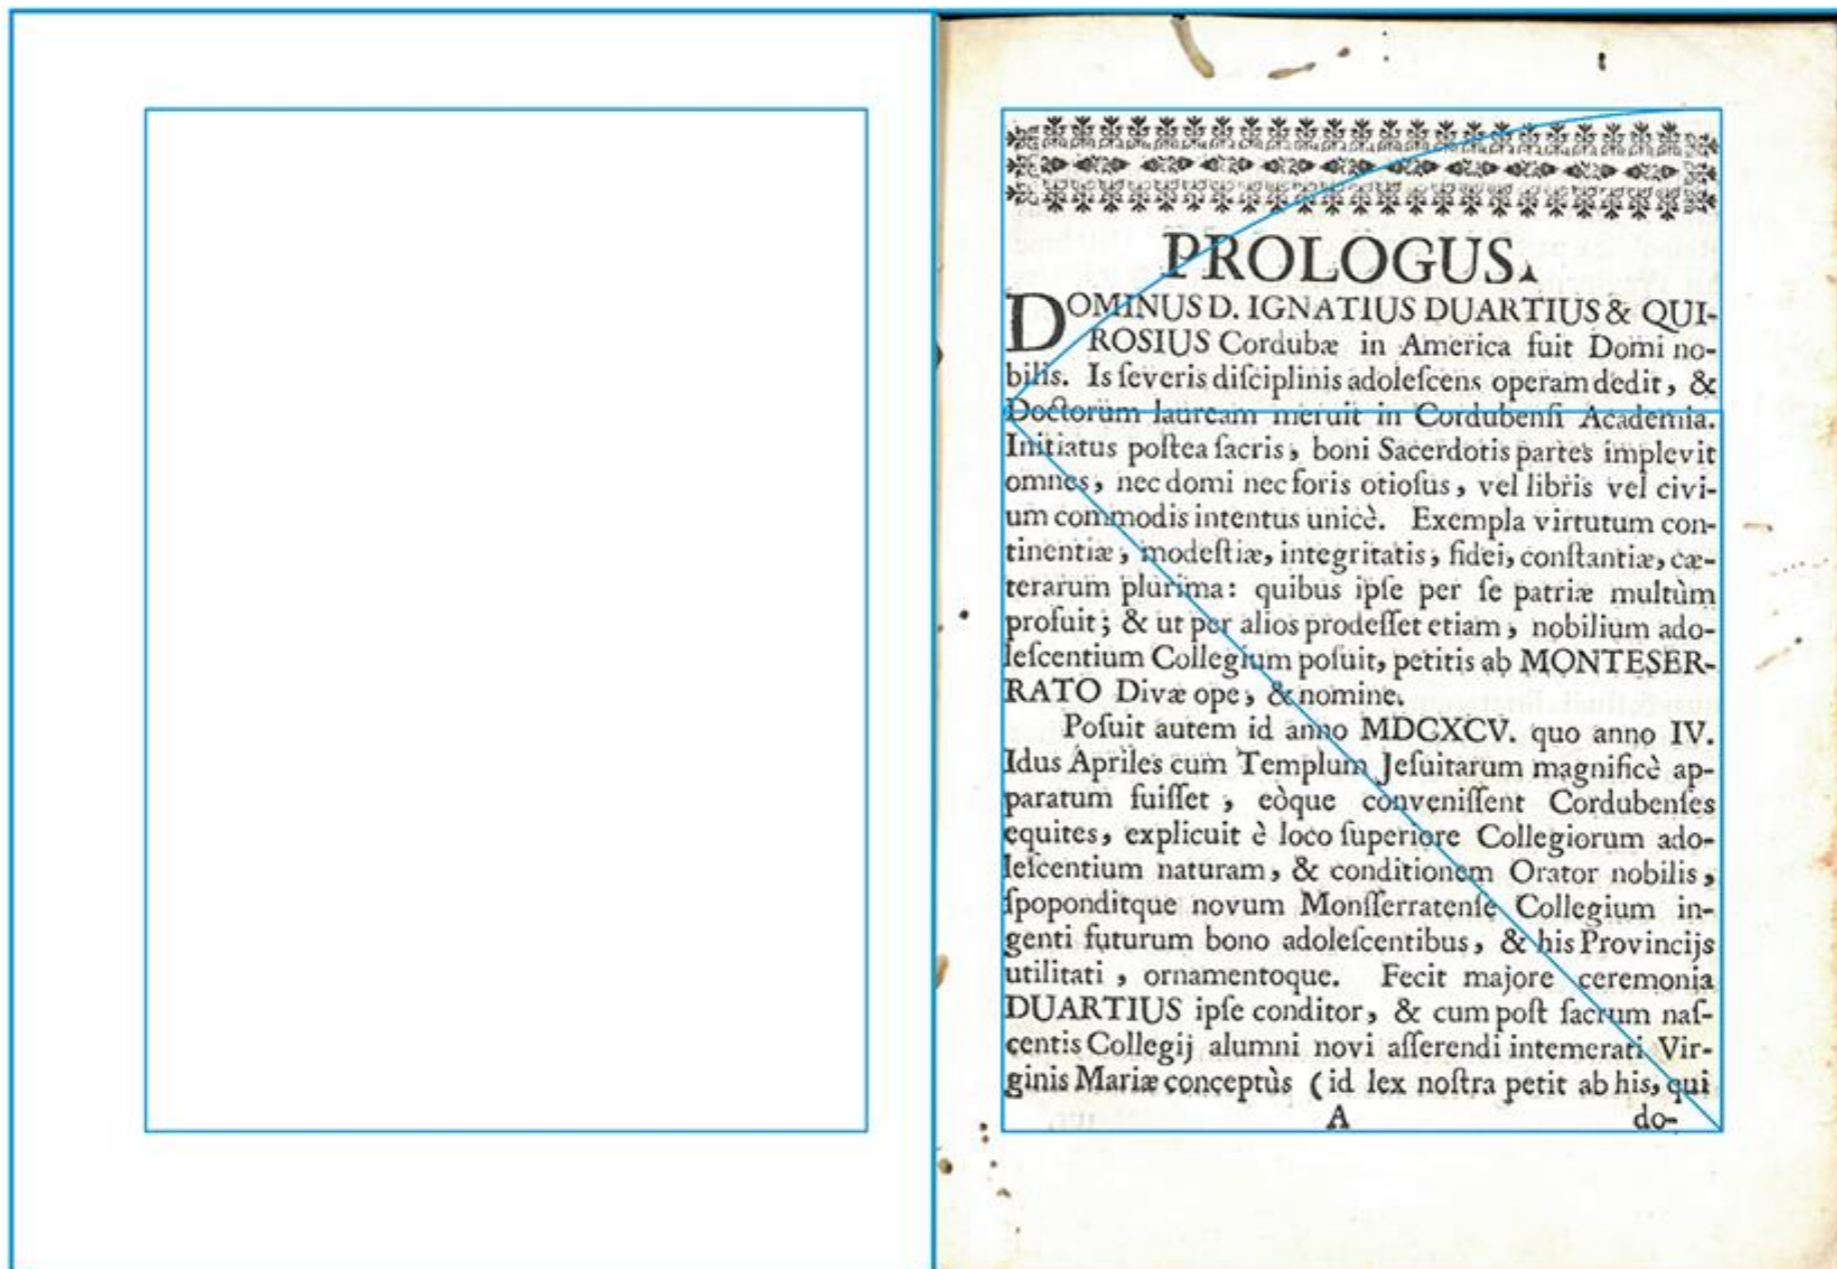 PROLOGUS.
DOMINUS D. IGNATIUS DUARTIUS & QUI-
ROSIUS Cordubæ in America fuit Domi no-
bilis. Is ſeveris diſciplinis adoleſcens operam dedit, &
Doctorum lauream meruit in Cordubenſi Academia.
Initiatus poſtea ſacris, boni Sacerdotis partes implevit
omnes, nec domi nec foris otioſus, vel libris vel civi-
um commodis intentus unicè. Exempla virtutum con-
tinentiæ, modeſtiæ, integritatis, fidei, conſtantiæ, cæ-
terarum plurima: quibus ipſe per ſe patriæ multùm
profuit; & ut per alios prodeſſet etiam, nobilium ado-
leſcentium Collegium poſuit, petitis ab MONTESER-
RATO Divæ ope, & nomine.
Poſuit autem id anno MDCXCV. quo anno IV.
Idus Apriles cum Templum Jeſuitarum magnificè ap-
paratum fuiſſet, eòque conveniſſent Cordubenſes
equites, explicuit è loco ſuperiore Collegiorum ado-
leſcentium naturam, & conditionem Orator nobilis,
ſpoponditque novum Monſſerratenſe Collegium in-
genti futurum bono adoleſcentibus, & his Provincijs
utilitati, ornamentoque. Fecit majore ceremonia
DUARTIUS ipſe conditor, & cum poſt ſacrum naſ-
centis Collegij alumni novi aſſerendi intemerati Vir-
ginis Mariæ conceptùs (id lex noſtra petit ab his, qui
A do-